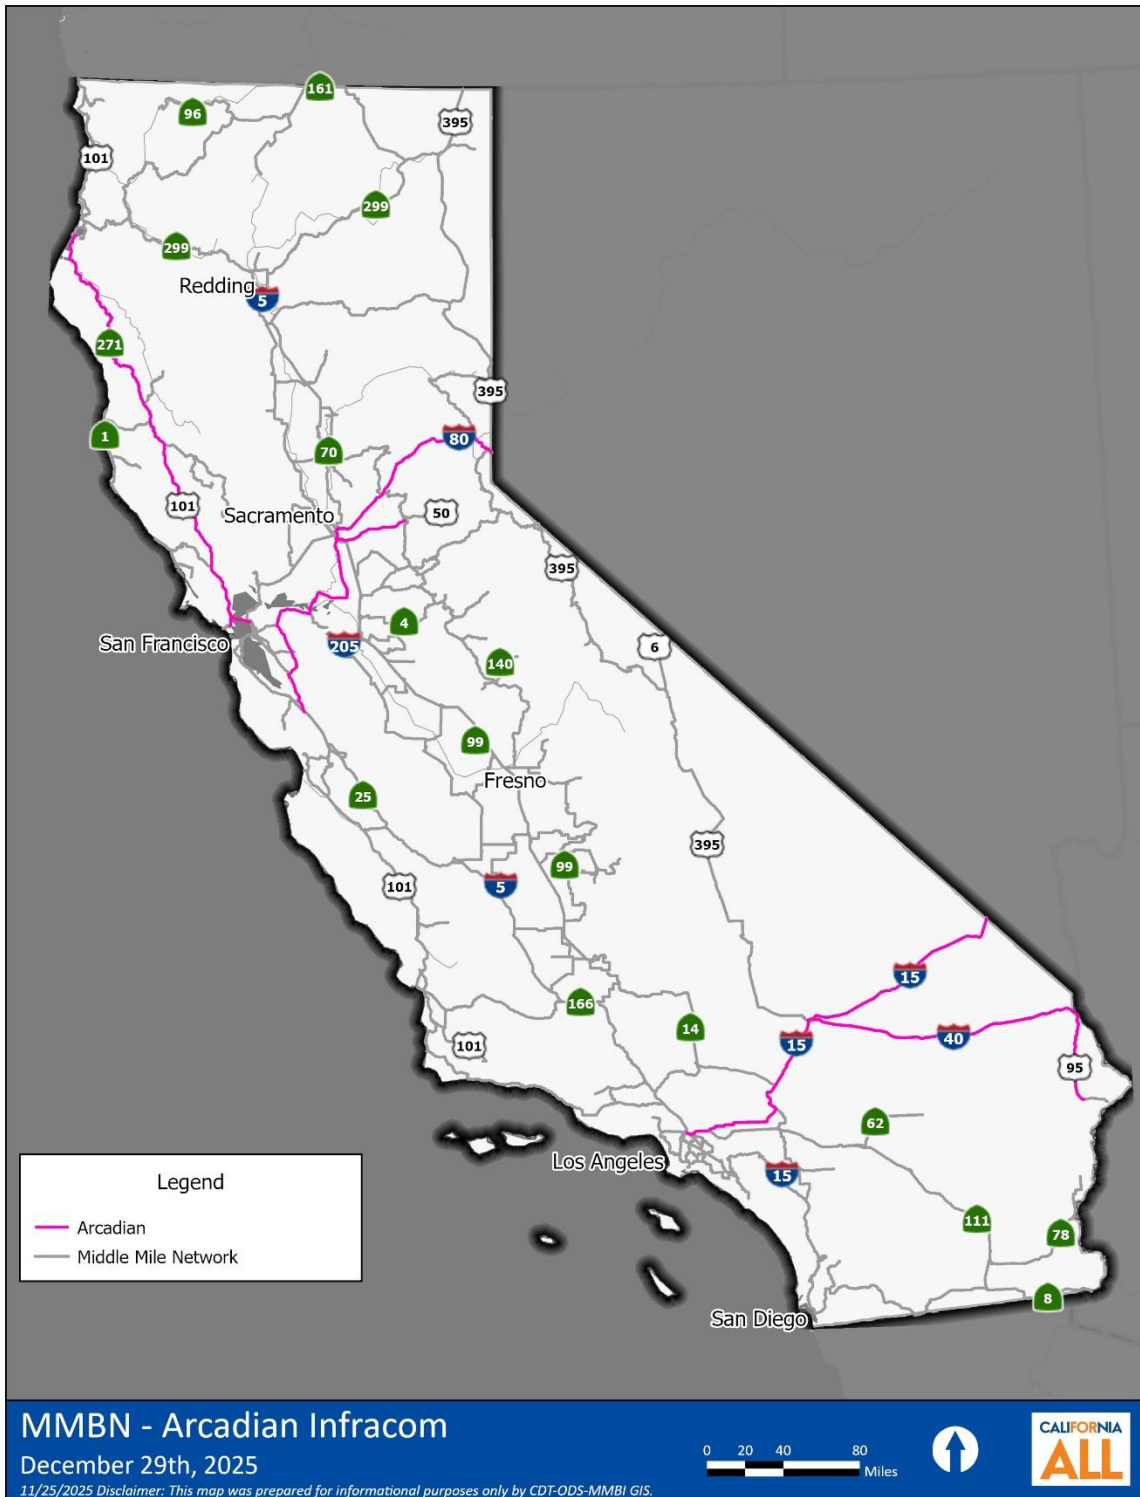 161
96
395
101
299
299
Redding
5
271
395
1
80
70
101
Sacramento
50
395
4
San Francisco
205
6
140
99
Fresno
25
395
99
101
5
15
166
14
15
40
101
95
62
Los Angeles
15
111
78
8
San Diego
Legend
Arcadian
Middle Mile Network
MMBN - Arcadian Infracom
December 29th, 2025
11/25/2025 Disclaimer: This map was prepared for informational purposes only by CDT-ODS-MMBI GIS.
0 20 40 80
Miles
CALIFORNIA
ALL